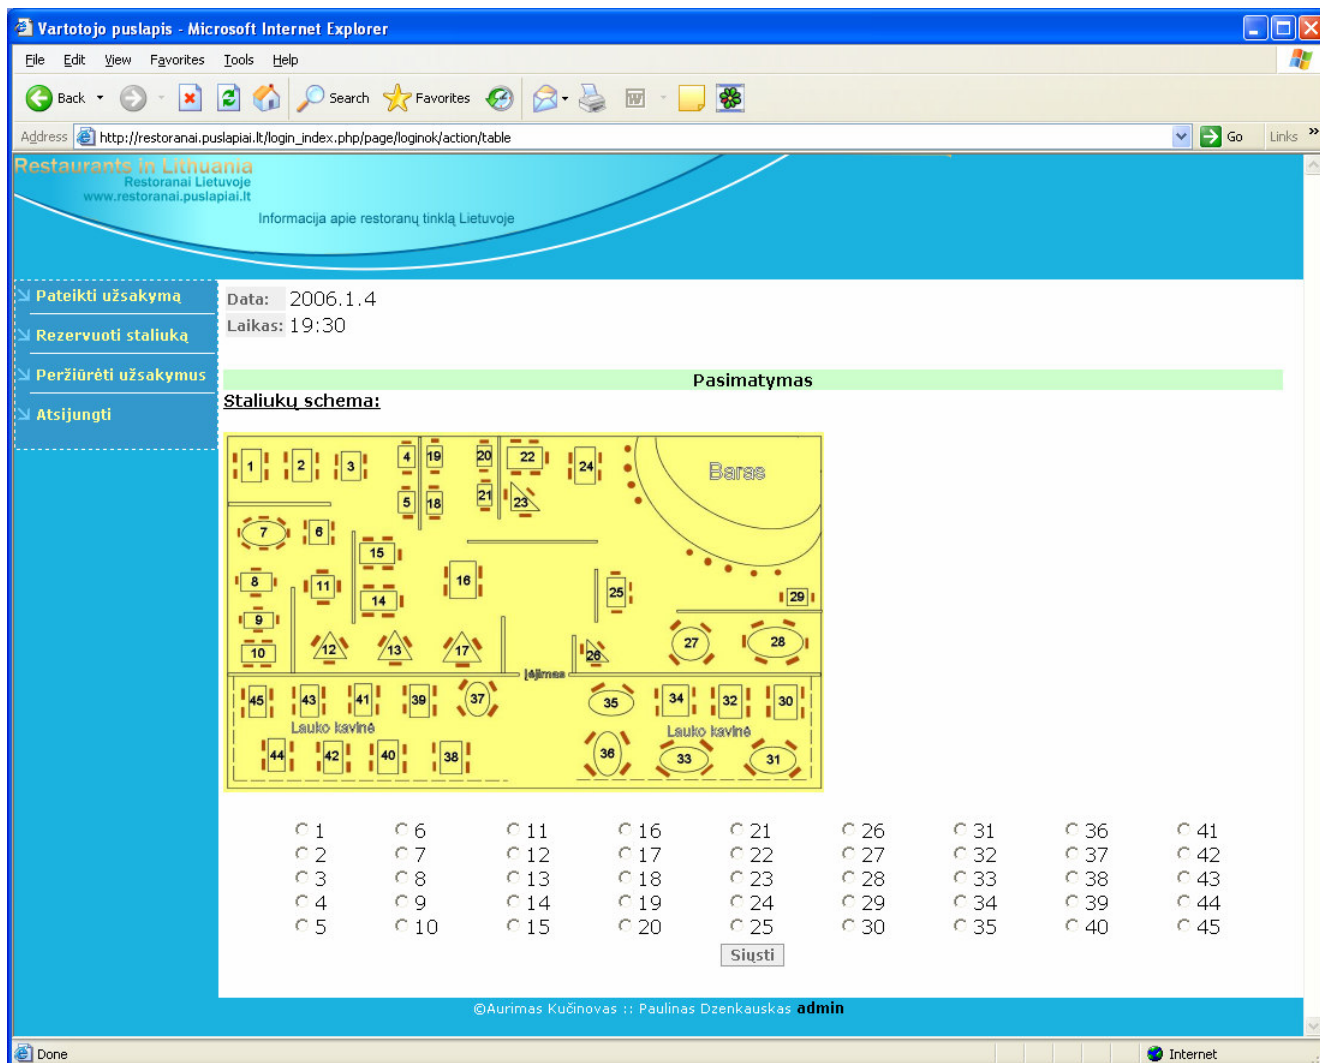 Vartotojo puslapis - Microsoft Internet Explorer
File Edit View Favorites Tools Help
Back Search Favorites
Address http://restoranai.puslapiai.lt/login_index.php/page/loginok/action/table Go Links »
Restaurants in Lithuania
Restoranai Lietuvoje
www.restoranai.puslapiai.lt
Informacija apie restoranų tinklą Lietuvoje
Pateikti užsakymą
Rezervuoti staliuką
Peržiūrėti užsakymus
Atsijungti
Data: 2006.1.4
Laikas: 19:30
Pasimatymas
Staliukų schema:
1 2 3 4 19 20 22 24 Baras
5 18 21 23
7 6
15
8 11 14 16 25 29
9
10 12 13 17 26 27 28
Įėjimas
45 43 41 39 37 35 34 32 30
Lauko kavinė Lauko kavinė
44 42 40 38 36 33 31
1 6 11 16 21 26 31 36 41
2 7 12 17 22 27 32 37 42
3 8 13 18 23 28 33 38 43
4 9 14 19 24 29 34 39 44
5 10 15 20 25 30 35 40 45
Siųsti
©Aurimas Kučinovas :: Paulinas Dzenkauskas admin
Done Internet